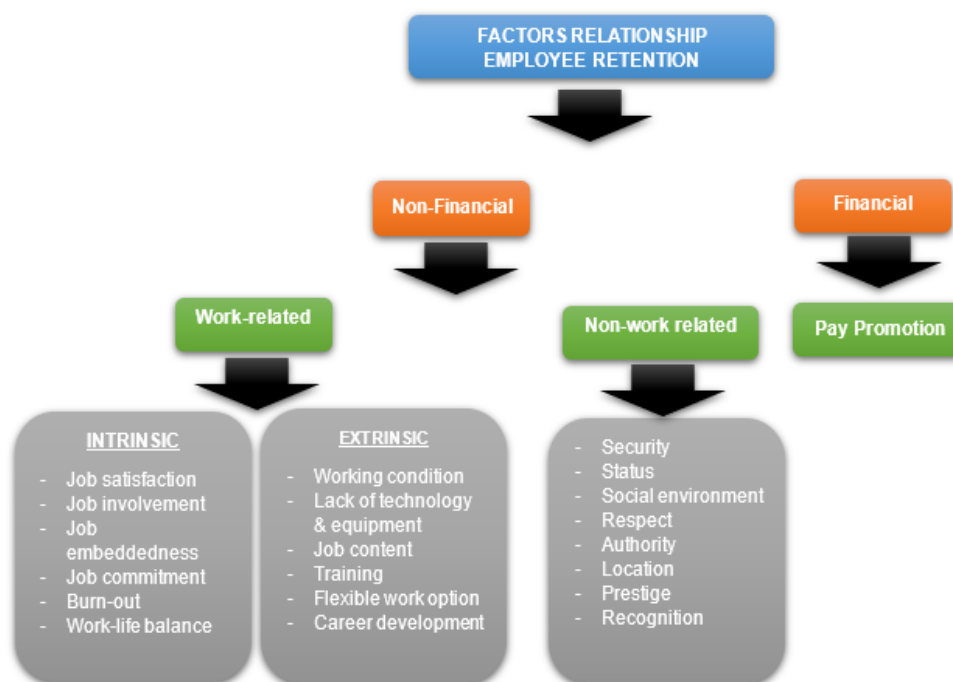 FACTORS RELATIONSHIP
EMPLOYEE RETENTION
Non-Financial
Financial
Work-related
Non-work related
Pay Promotion
INTRINSIC
- Job satisfaction
- Job involvement
- Job
embeddedness
- Job commitment
- Burn-out
- Work-life balance
EXTRINSIC
- Working condition
- Lack of technology
& equipment
- Job content
- Training
- Flexible work option
- Career development
- Security
- Status
- Social environment
- Respect
- Authority
- Location
- Prestige
- Recognition